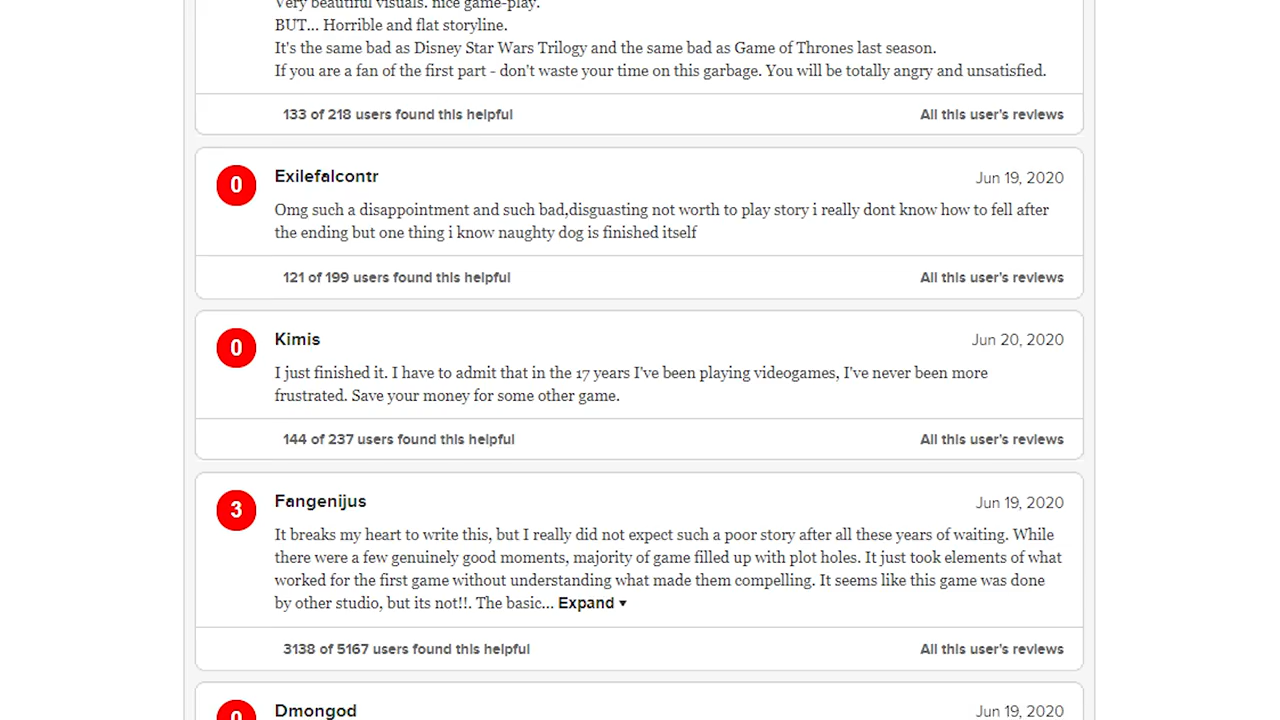 Very beautiful visuals. nice game-play.
BUT... Horrible and flat storyline.
It's the same bad as Disney Star Wars Trilogy and the same bad as Game of Thrones last season.
If you are a fan of the first part - don't waste your time on this garbage. You will be totally angry and unsatisfied.
133 of 218 users found this helpful All this user's reviews
0 Exilefalcontr Jun 19, 2020
Omg such a disappointment and such bad,disguasting not worth to play story i really dont know how to fell after
the ending but one thing i know naughty dog is finished itself
121 of 199 users found this helpful All this user's reviews
0 Kimis Jun 20, 2020
I just finished it. I have to admit that in the 17 years I've been playing videogames, I've never been more
frustrated. Save your money for some other game.
144 of 237 users found this helpful All this user's reviews
3 Fangenijus Jun 19, 2020
It breaks my heart to write this, but I really did not expect such a poor story after all these years of waiting. While
there were a few genuinely good moments, majority of game filled up with plot holes. It just took elements of what
worked for the first game without understanding what made them compelling. It seems like this game was done
by other studio, but its not!!. The basic... Expand ▾
3138 of 5167 users found this helpful All this user's reviews
0 Dmongod Jun 19, 2020